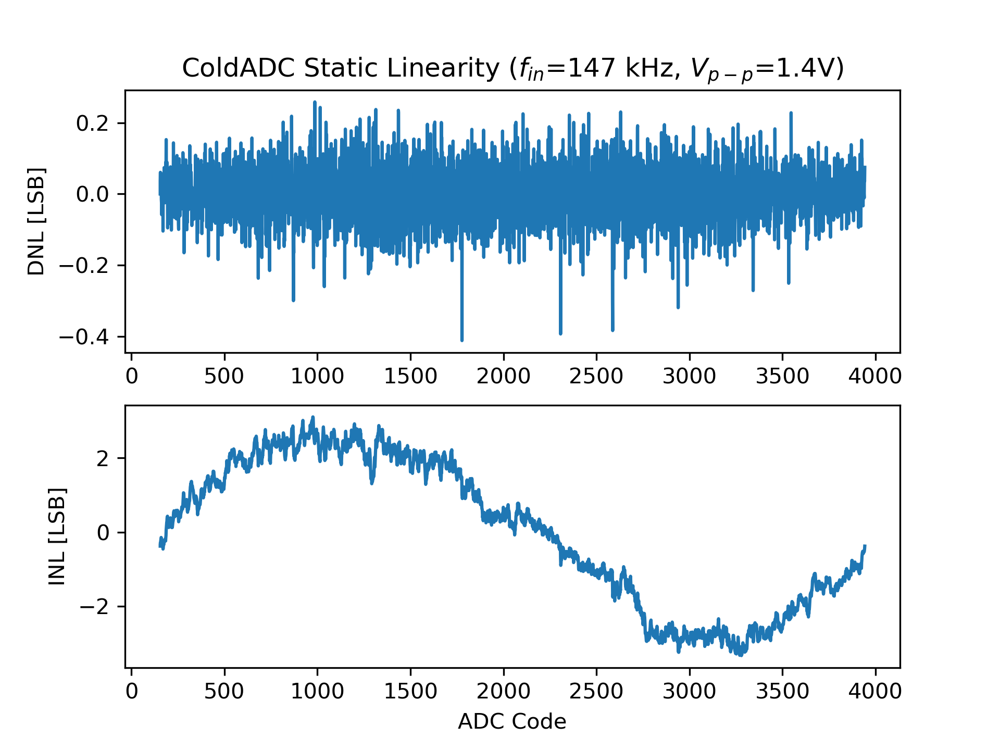 ColdADC Static Linearity (f_in=147 kHz, V_p−p=1.4V)
DNL [LSB]
0.2
0.0
−0.2
−0.4
0 500 1000 1500 2000 2500 3000 3500 4000
INL [LSB]
2
0
−2
0 500 1000 1500 2000 2500 3000 3500 4000
ADC Code